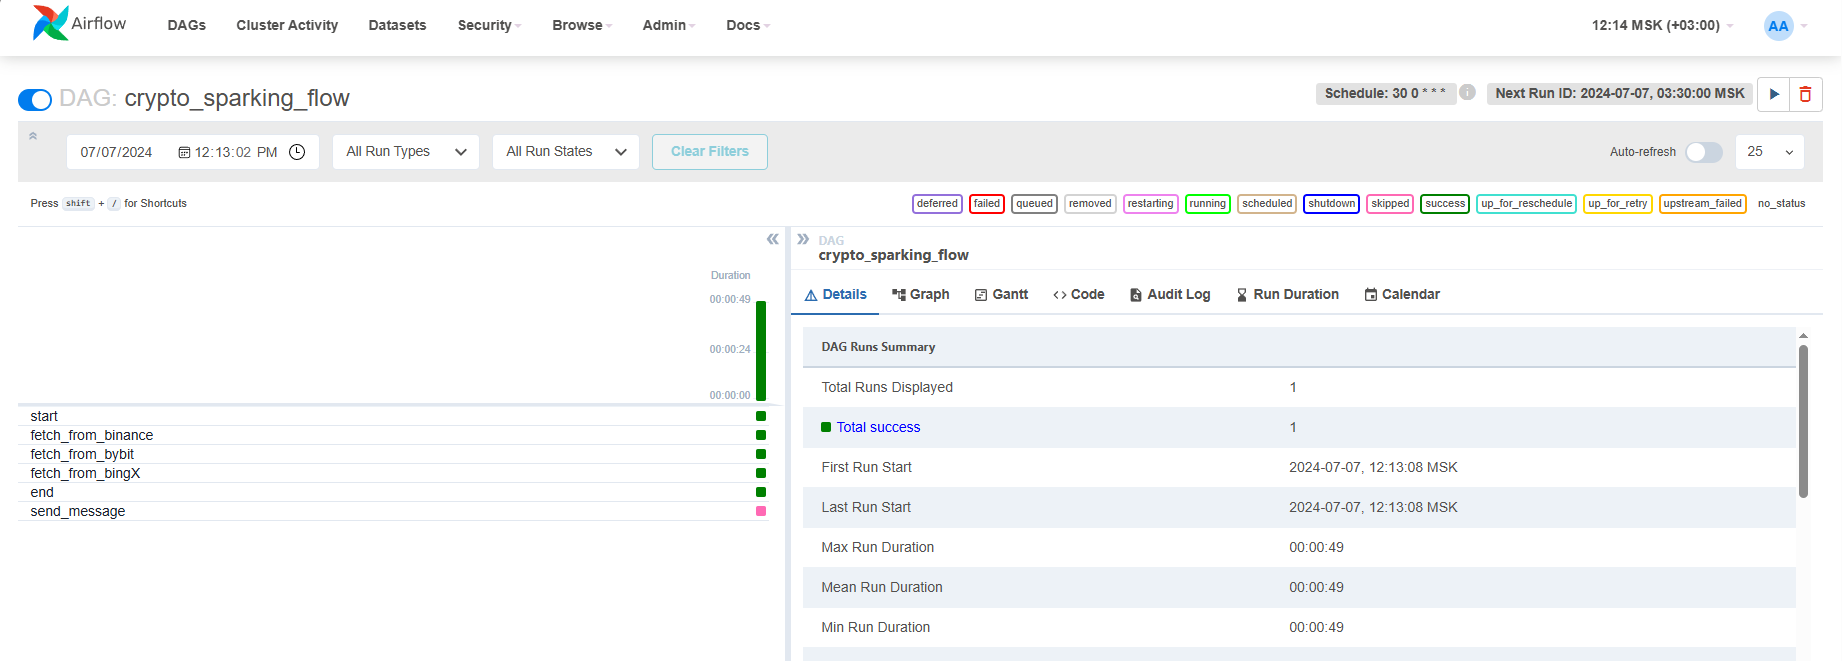 Airflow
DAGs
Cluster Activity
Datasets
Security
Browse
Admin
Docs
12:14 MSK (+03:00)
AA
DAG: crypto_sparking_flow
Schedule: 30 0 * * *
Next Run ID: 2024-07-07, 03:30:00 MSK
07/07/2024 12:13:02 PM
All Run Types
All Run States
Clear Filters
Auto-refresh
25
Press shift + / for Shortcuts
deferred
failed
queued
removed
restarting
running
scheduled
shutdown
skipped
success
up_for_reschedule
up_for_retry
upstream_failed
no_status
Duration
00:00:49
00:00:24
00:00:00
start
fetch_from_binance
fetch_from_bybit
fetch_from_bingX
end
send_message
DAG
crypto_sparking_flow
Details
Graph
Gantt
Code
Audit Log
Run Duration
Calendar
DAG Runs Summary
Total Runs Displayed 1
Total success 1
First Run Start 2024-07-07, 12:13:08 MSK
Last Run Start 2024-07-07, 12:13:08 MSK
Max Run Duration 00:00:49
Mean Run Duration 00:00:49
Min Run Duration 00:00:49